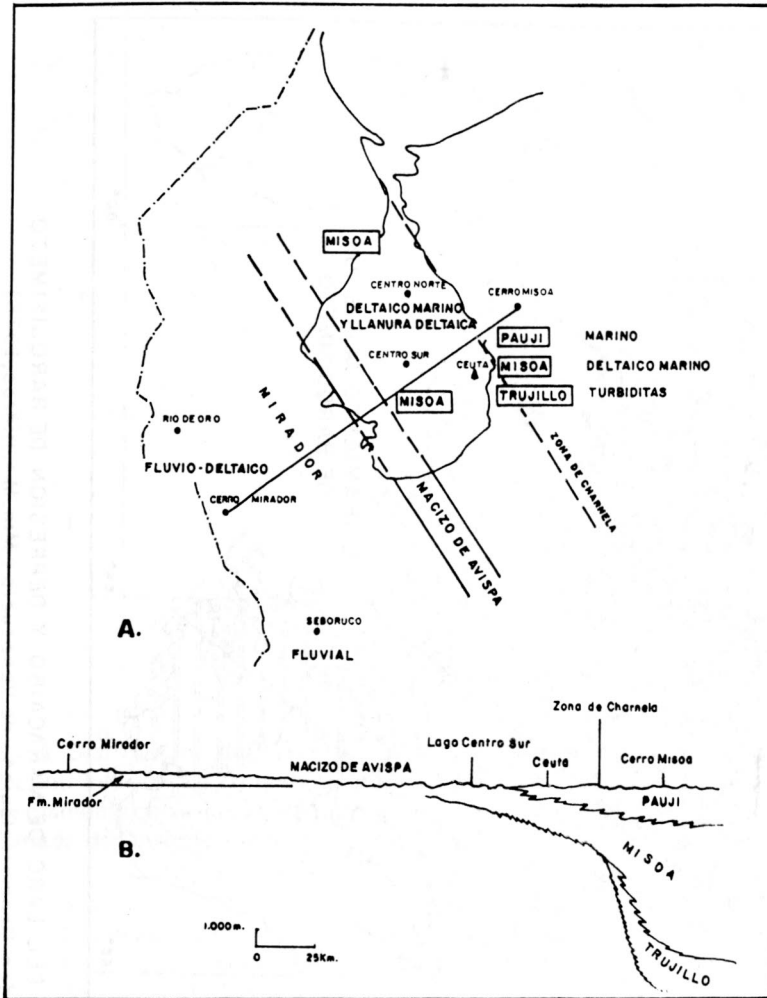 MISOA
CENTRO NORTE
CERRO MISOA
DELTAICO MARINO
Y LLANURA DELTAICA
PAUJI MARINO
CENTRO SUR
CEUTA
MISOA DELTAICO MARINO
MISOA
TRUJILLO TURBIDITAS
MIRADOR
RIO DE ORO
ZONA DE CHARNELA
FLUVIO-DELTAICO
CERRO MIRADOR
MACIZO DE AVISPA
SEBORUCO
A.
FLUVIAL
Zona de Charnela
Cerro Mirador
MACIZO DE AVISPA
Lago Centro Sur
Ceuta
Cerro Misoa
Fm. Mirador
PAUJI
B.
MISOA
1.000 m.
0 25Km.
TRUJILLO